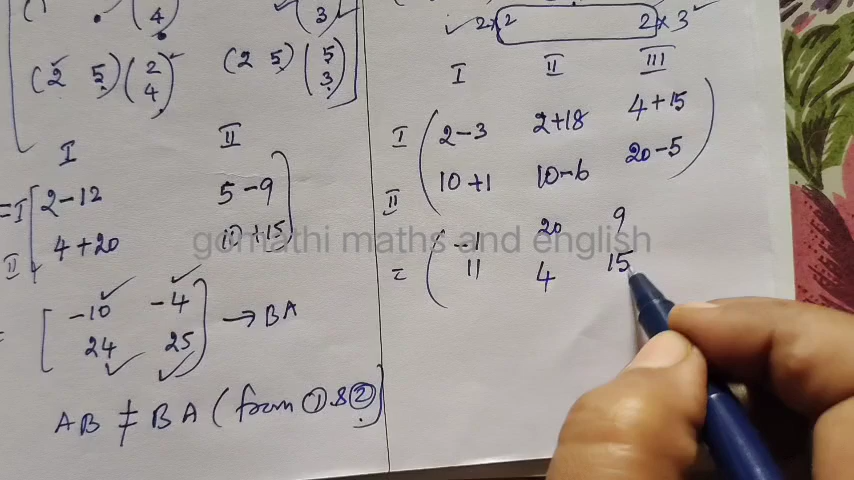 4
3
(2 5)(2 4) (2 5)(5 3)
I II
=I [2-12 5-9
II 4+20 10+15]
= [-10 -4
24 25] → BA
AB ≠ BA (from ① & ②)
2×2 2×3
I II III
I (2-3 2+18 4+15
II 10+1 10-6 20-5)
= (-1 20 9
11 4 15
gomathi maths and english